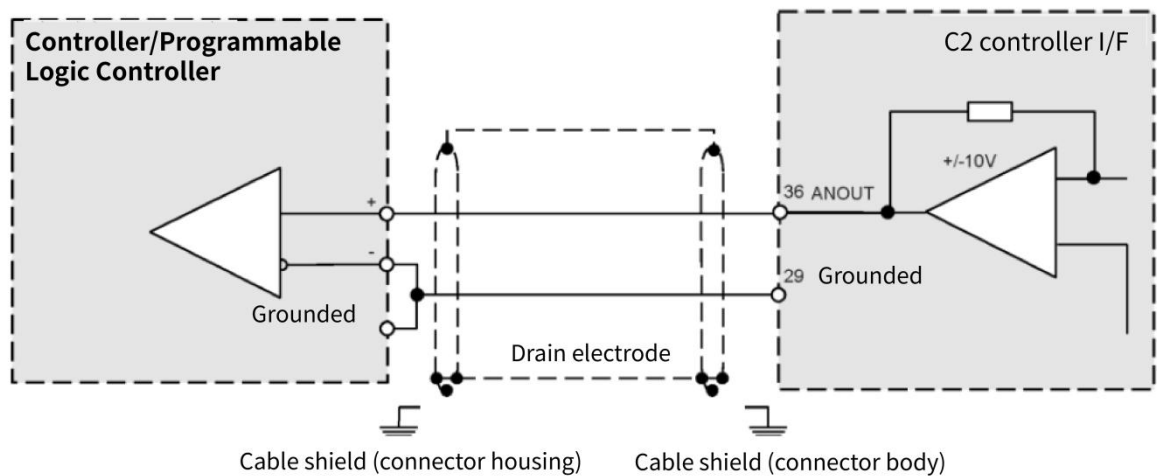 Controller/Programmable
Logic Controller
C2 controller I/F
+/-10V
36 ANOUT
+
-
29 Grounded
Grounded
Drain electrode
Cable shield (connector housing)
Cable shield (connector body)